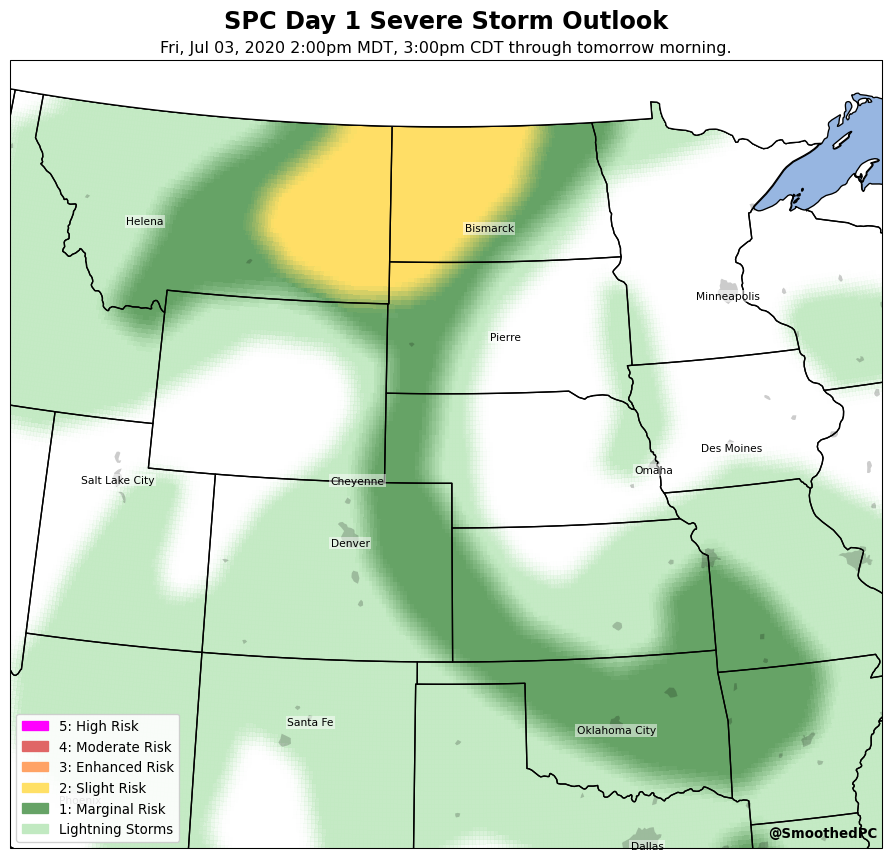 SPC Day 1 Severe Storm Outlook
Fri, Jul 03, 2020 2:00pm MDT, 3:00pm CDT through tomorrow morning.
Helena
Bismarck
Minneapolis
Pierre
Des Moines
Omaha
Salt Lake City
Cheyenne
Denver
Santa Fe
Oklahoma City
Dallas
5: High Risk
4: Moderate Risk
3: Enhanced Risk
2: Slight Risk
1: Marginal Risk
Lightning Storms
@SmoothedPC